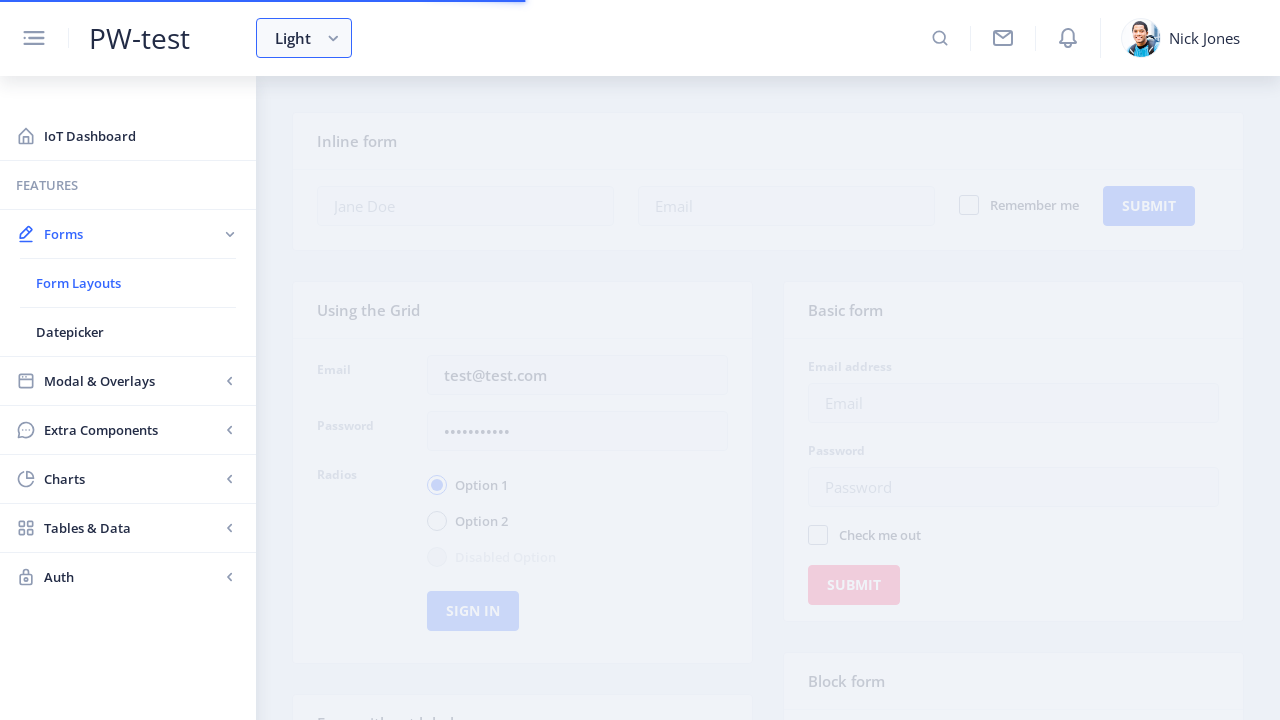 PW-test
Light
Nick Jones
IoT Dashboard
FEATURES
Forms
Form Layouts
Datepicker
Modal & Overlays
Extra Components
Charts
Tables & Data
Auth
Inline form
Jane Doe
Email
Remember me
SUBMIT
Using the Grid
Email
test@test.com
Password
•••••••••••
Radios
Option 1
Option 2
Disabled Option
SIGN IN
Basic form
Email address
Email
Password
Password
Check me out
SUBMIT
Block form